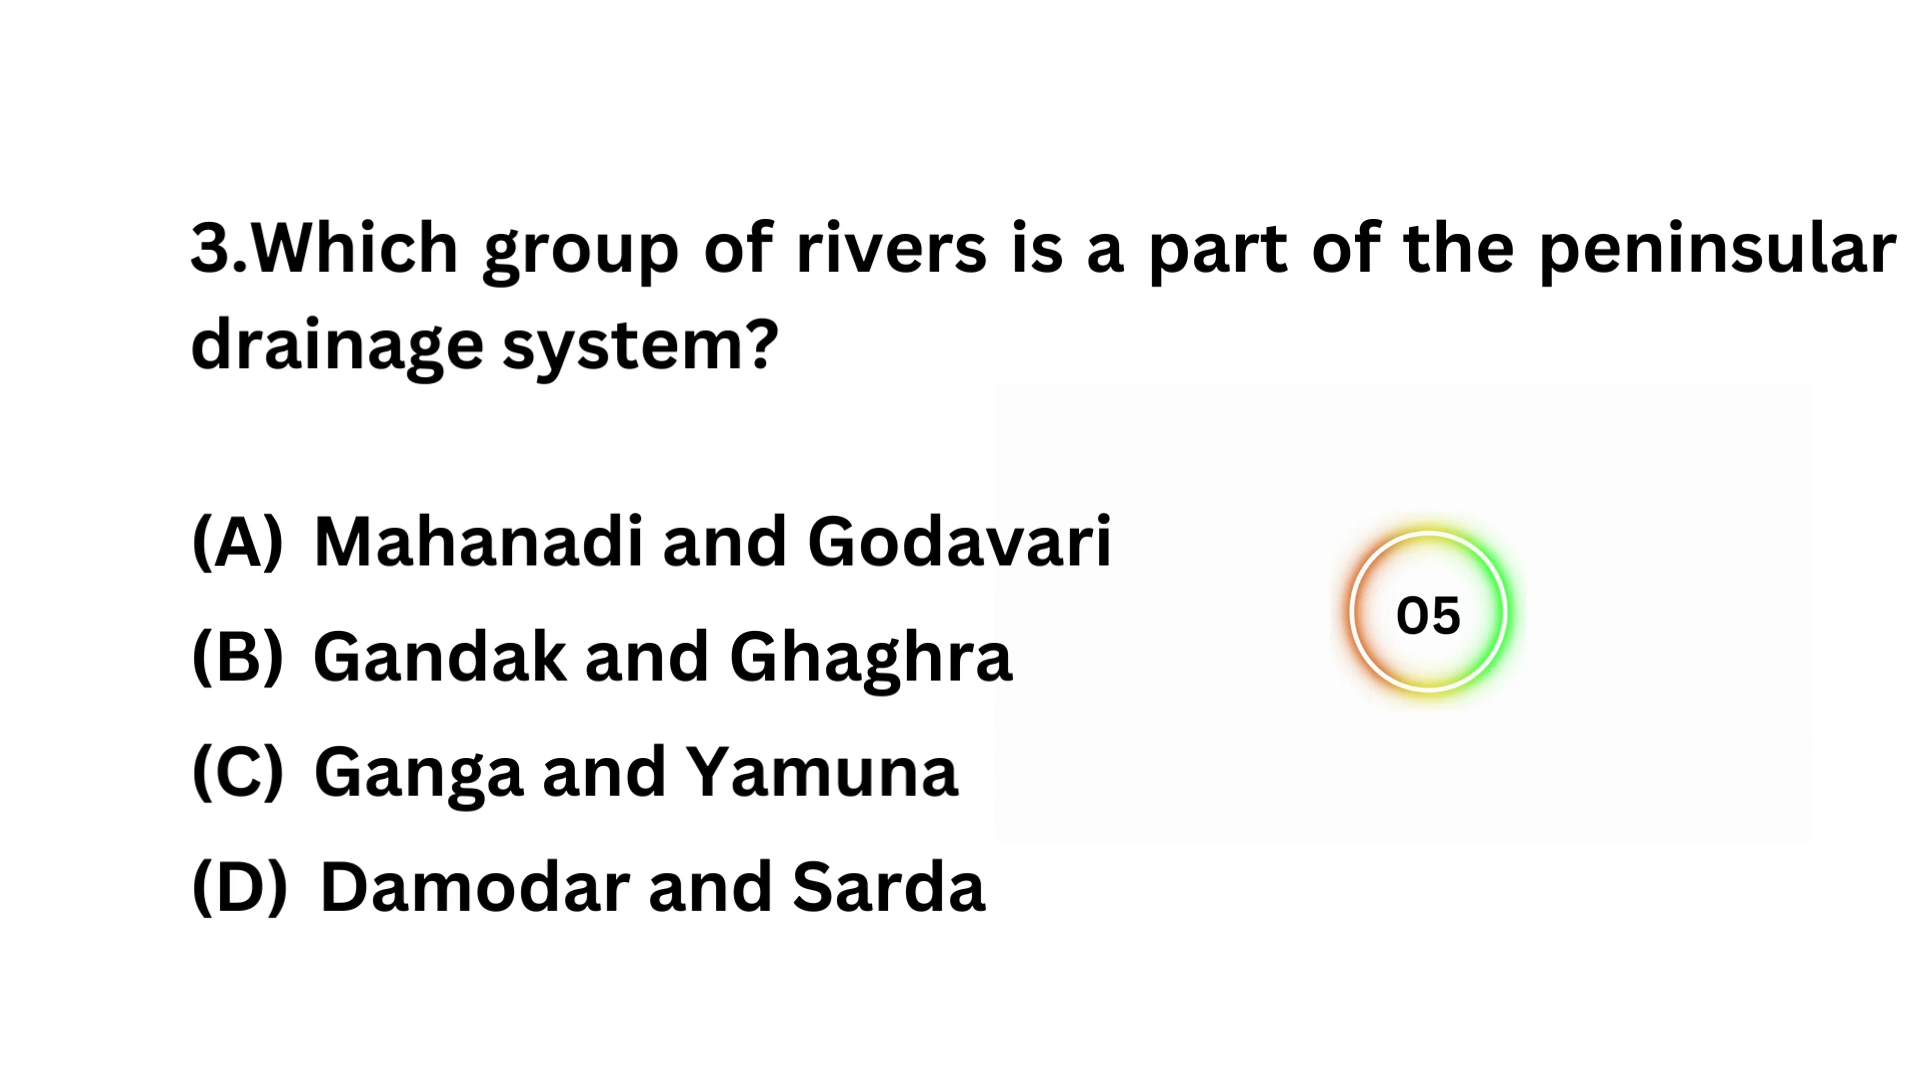 3.Which group of rivers is a part of the peninsular
drainage system?
(A) Mahanadi and Godavari
(B) Gandak and Ghaghra
(C) Ganga and Yamuna
(D) Damodar and Sarda
05